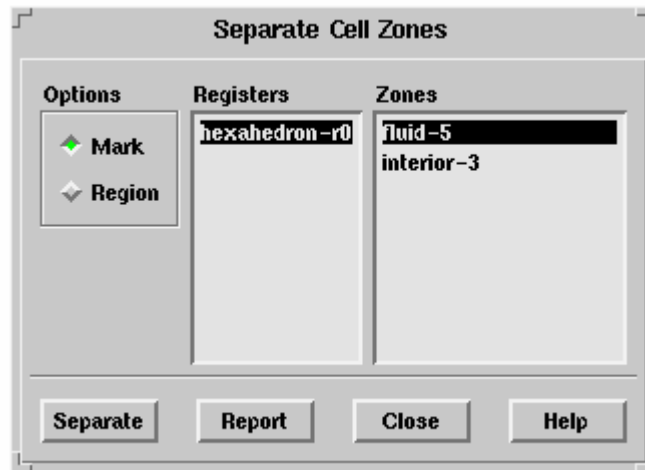 Separate Cell Zones
Options
Mark
Region
Registers
hexahedron-r0
Zones
fluid-5
interior-3
Separate
Report
Close
Help